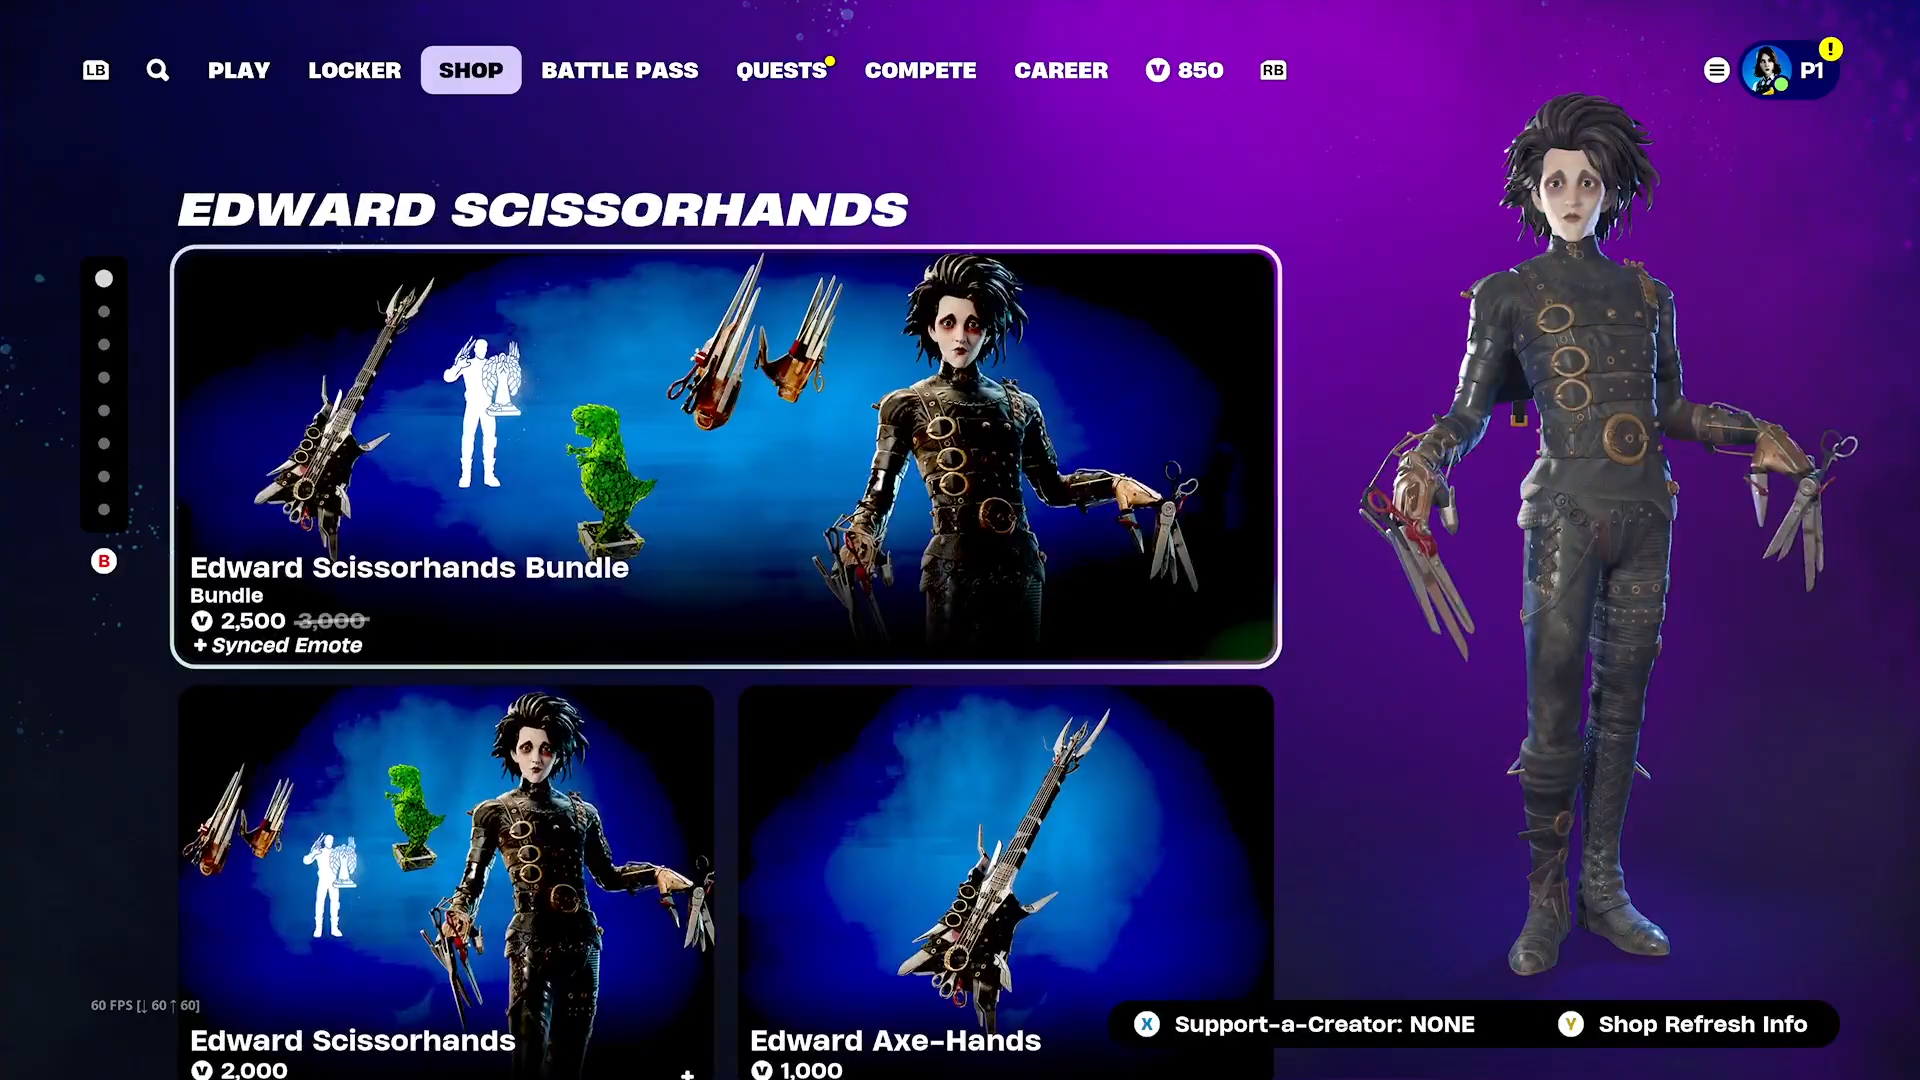 LB
PLAY
LOCKER
SHOP
BATTLE PASS
QUESTS
COMPETE
CAREER
V 850
RB
P1
!
EDWARD SCISSORHANDS
B
Edward Scissorhands Bundle
Bundle
V 2,500 3,000
+ Synced Emote
Edward Scissorhands
V 2,000
+
Edward Axe-Hands
V 1,000
60 FPS [↓ 60 ↑ 60]
X Support-a-Creator: NONE
Y Shop Refresh Info